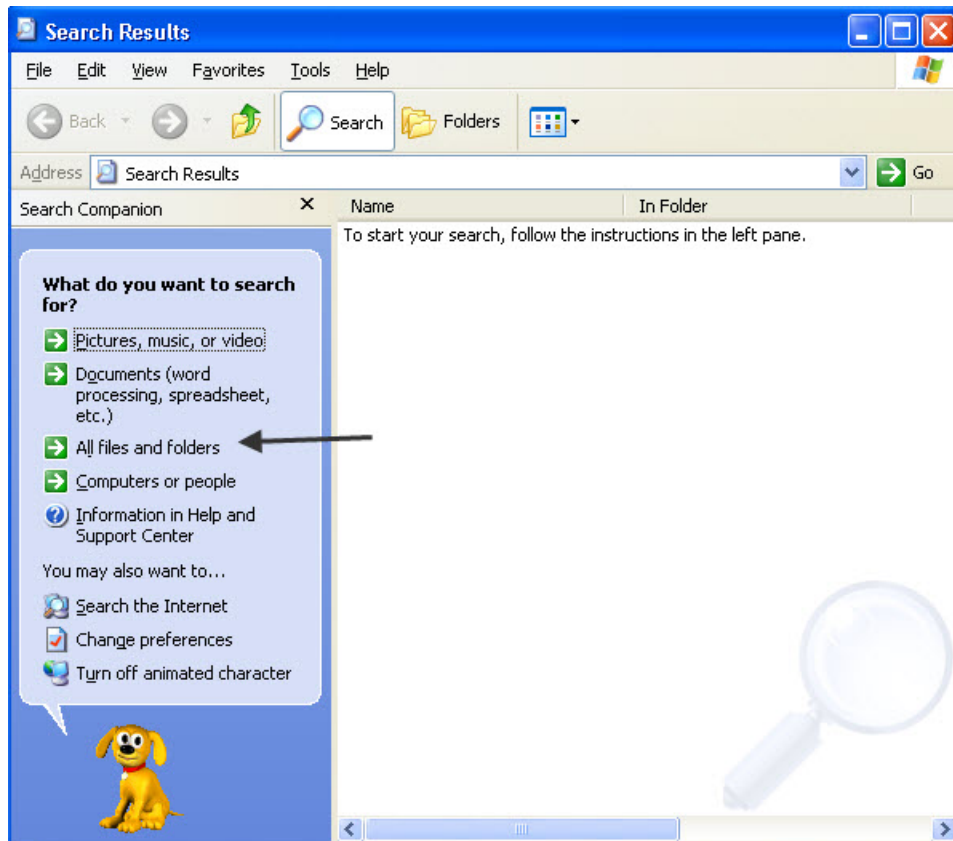 Search Results
File Edit View Favorites Tools Help
Back Search Folders
Address Search Results Go
Search Companion
Name In Folder
To start your search, follow the instructions in the left pane.
What do you want to search
for?
Pictures, music, or video
Documents (word
processing, spreadsheet,
etc.)
All files and folders
Computers or people
Information in Help and
Support Center
You may also want to...
Search the Internet
Change preferences
Turn off animated character